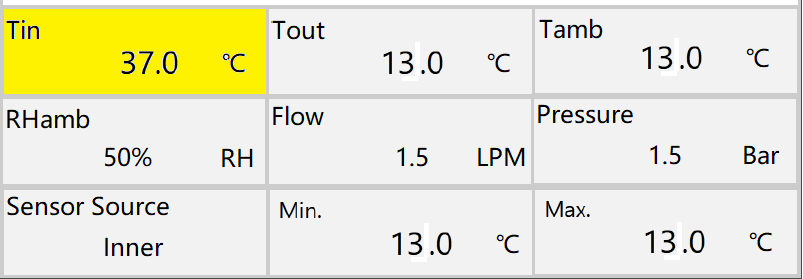 Tin
37.0 ℃
Tout
13.0 ℃
Tamb
13.0 ℃
RHamb
50% RH
Flow
1.5 LPM
Pressure
1.5 Bar
Sensor Source
Inner
Min.
13.0 ℃
Max.
13.0 ℃